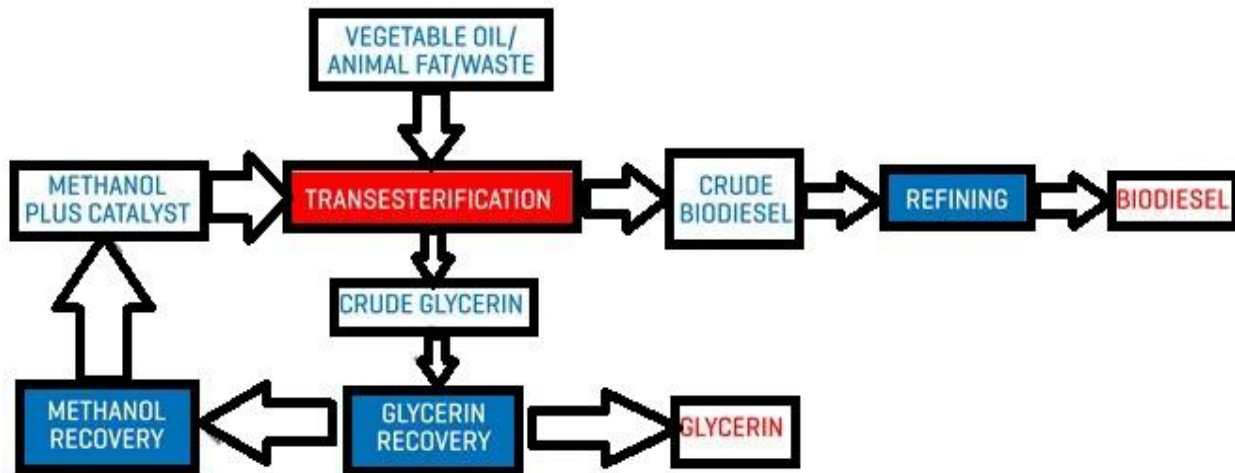 VEGETABLE OIL/
ANIMAL FAT/WASTE
METHANOL
PLUS CATALYST
TRANSESTERIFICATION
CRUDE
BIODIESEL
REFINING
BIODIESEL
CRUDE GLYCERIN
METHANOL
RECOVERY
GLYCERIN
RECOVERY
GLYCERIN